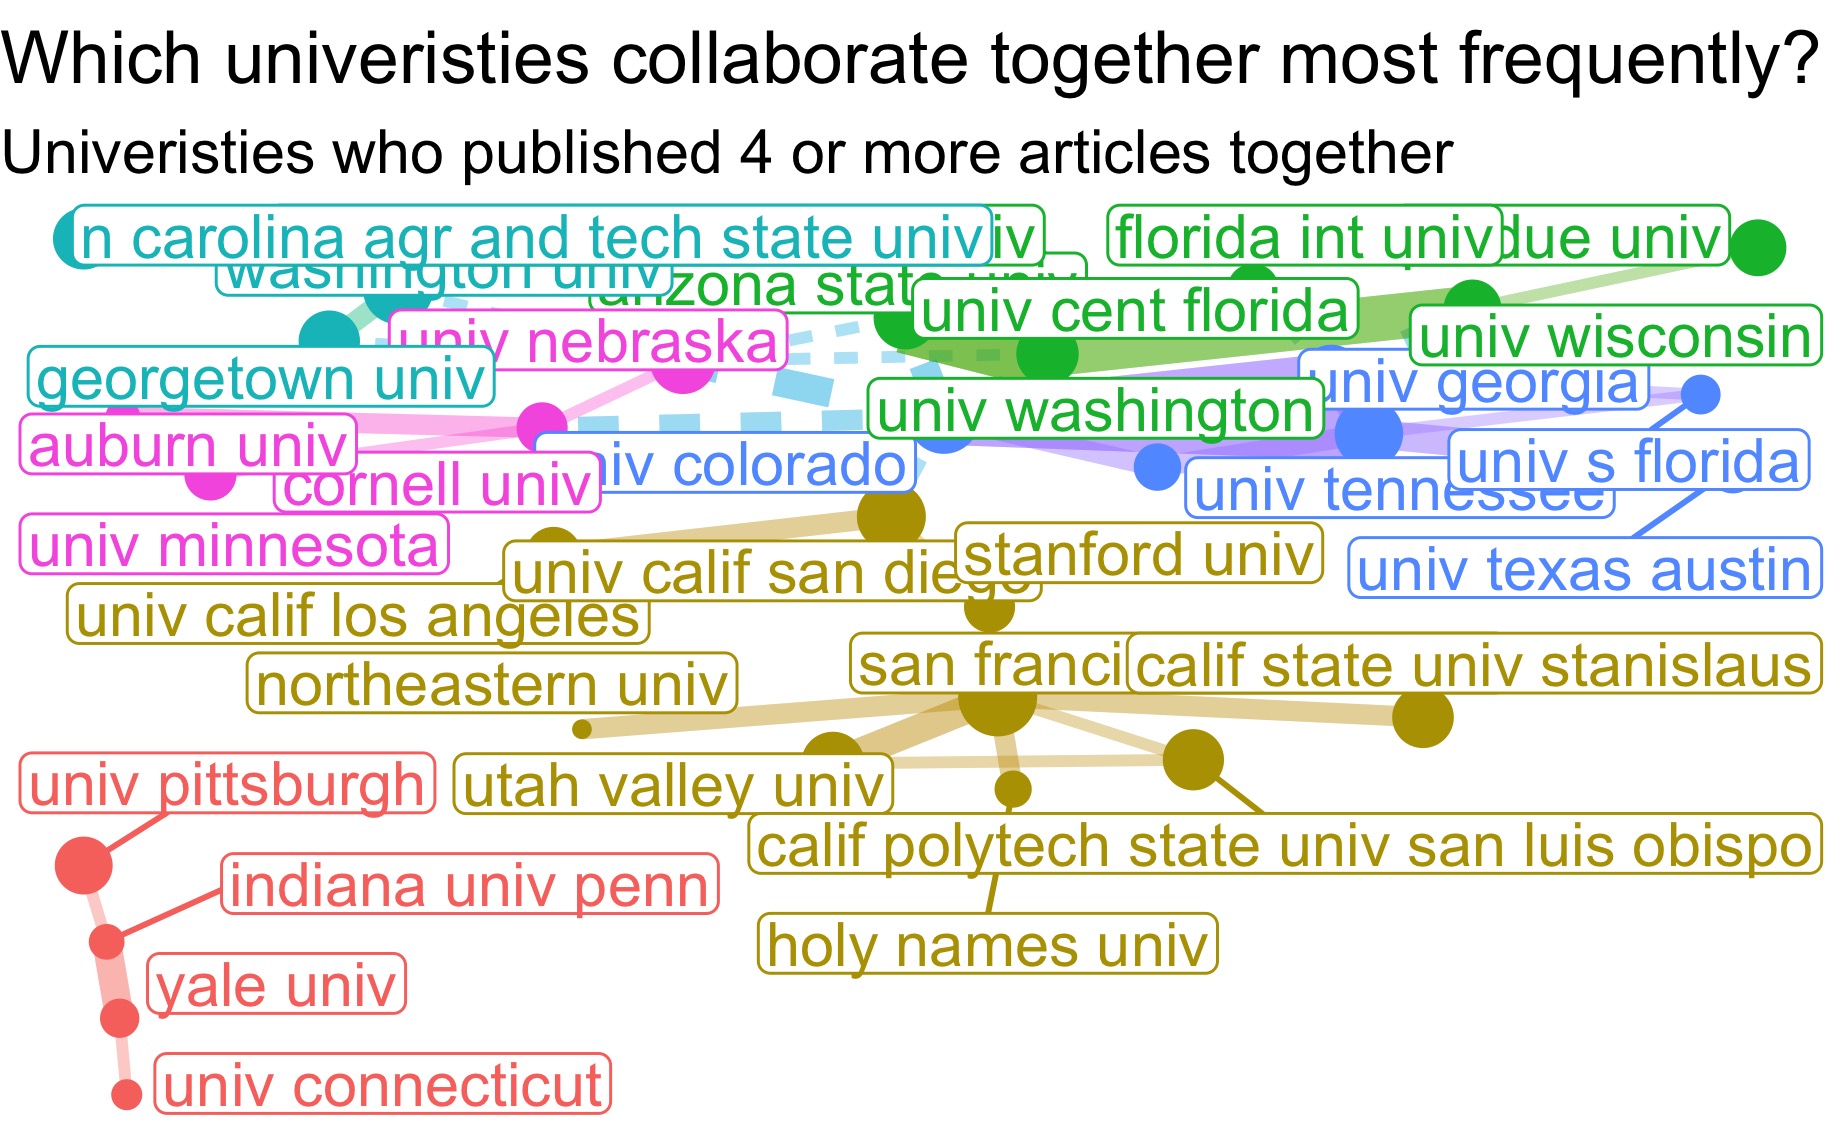 Which univeristies collaborate together most frequently?
Univeristies who published 4 or more articles together
n carolina agr and tech state univ
iv
florida int univ
due univ
washington univ
zona stat
univ cent florida
univ nebraska
univ wisconsin
georgetown univ
univ georgia
univ washington
auburn univ
niv colorado
univ s florida
cornell univ
univ tennessee
univ minnesota
stanford univ
univ calif san diego
univ texas austin
univ calif los angeles
san franci
calif state univ stanislaus
northeastern univ
univ pittsburgh
utah valley univ
calif polytech state univ san luis obispo
indiana univ penn
holy names univ
yale univ
univ connecticut